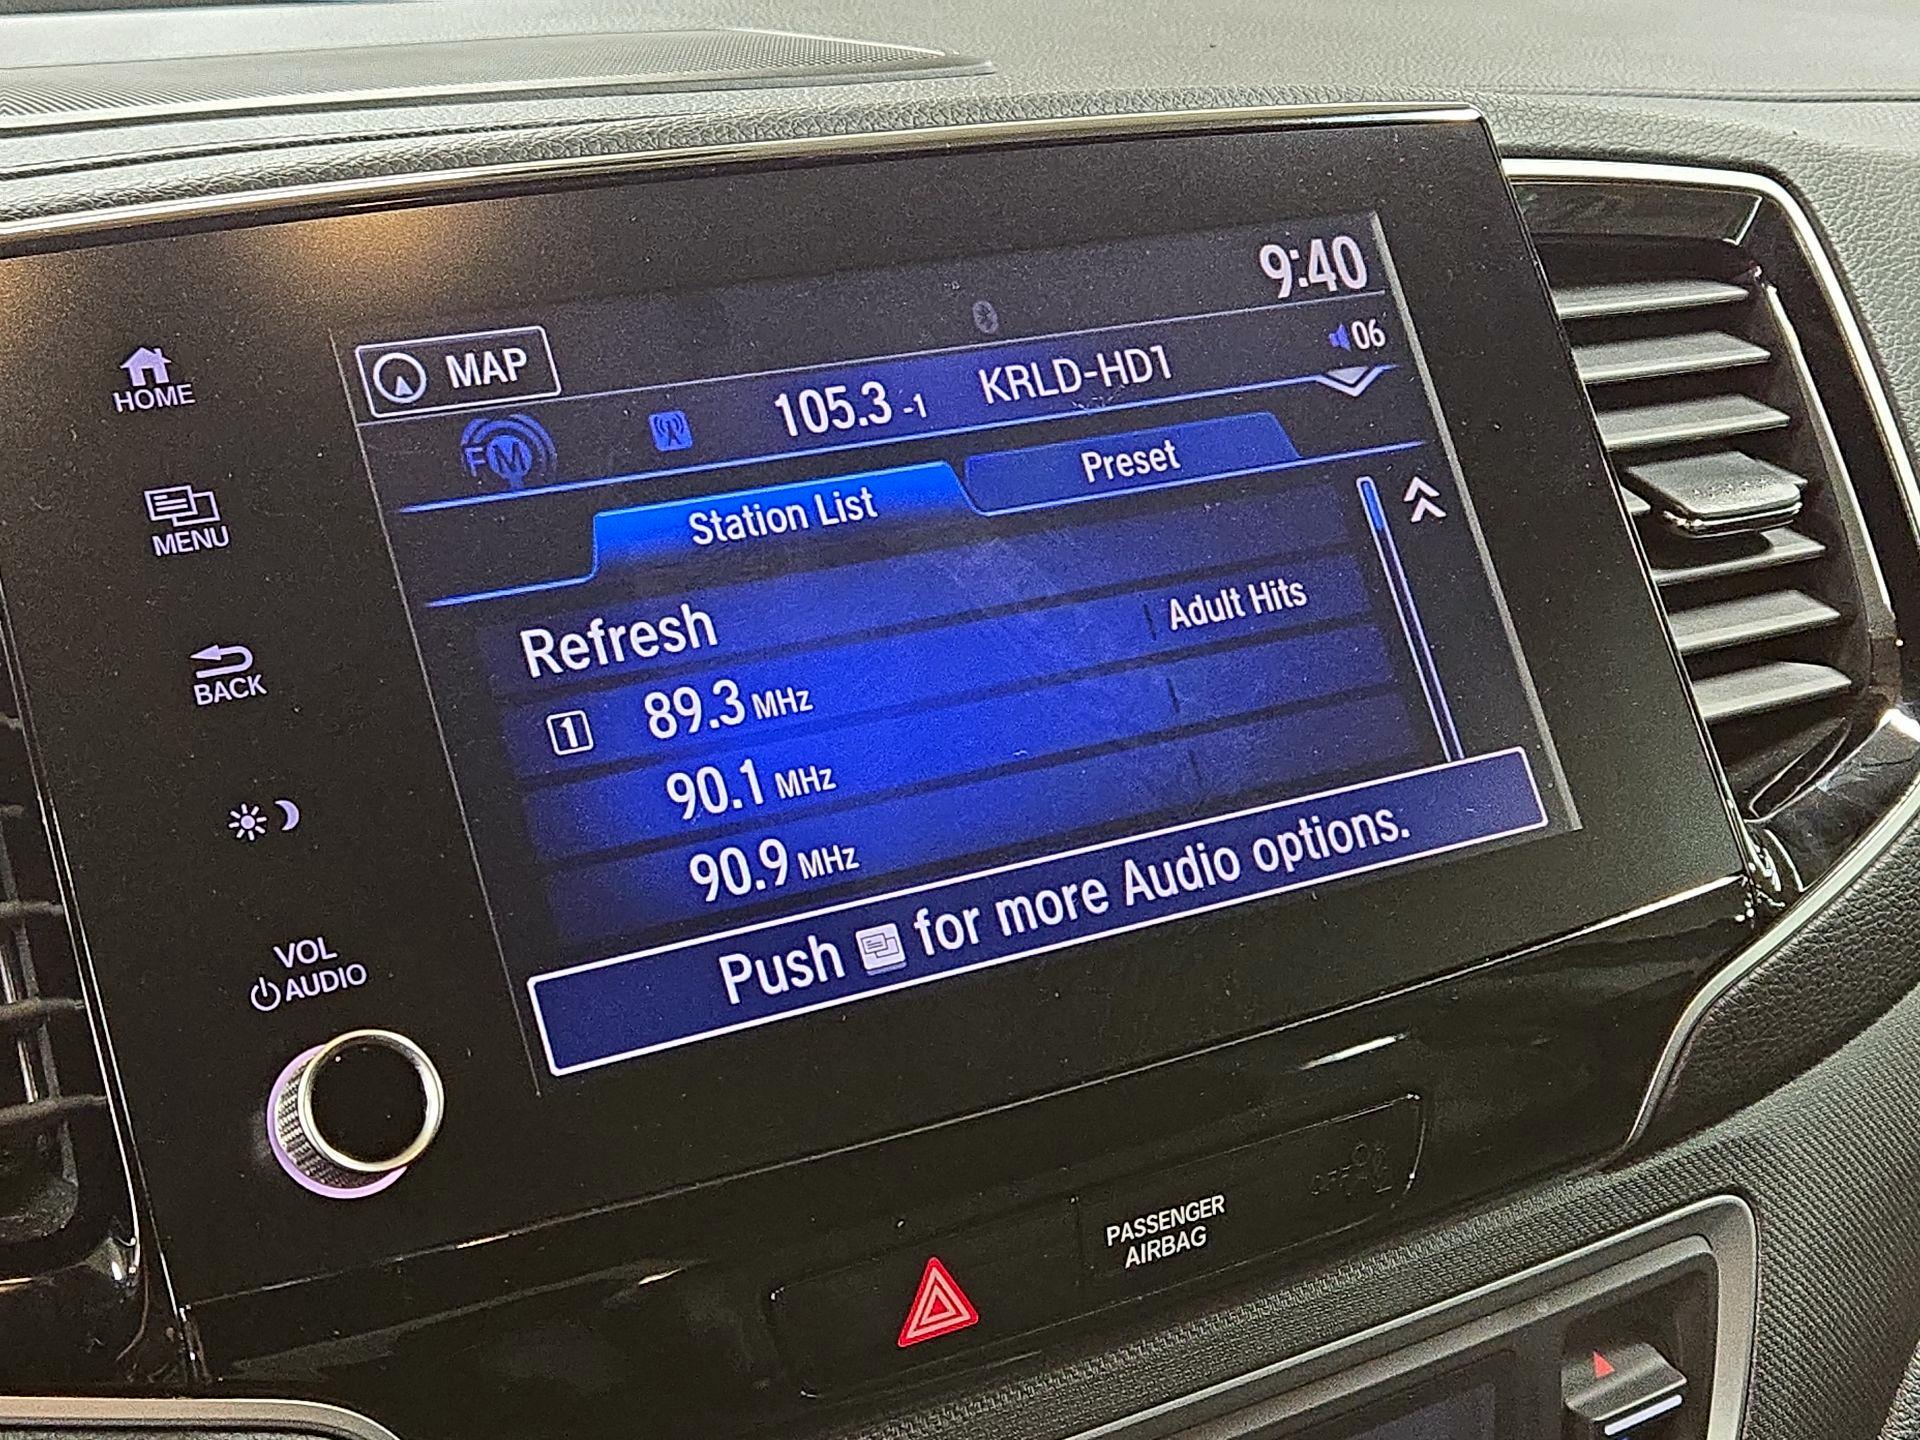 9:40
MAP
06
FM 105.3 -1 KRLD-HD1
Station List Preset
Refresh
1 89.3 MHz Adult Hits
90.1 MHz
90.9 MHz
Push for more Audio options.
HOME
MENU
BACK
VOL
AUDIO
PASSENGER
AIRBAG
OFF